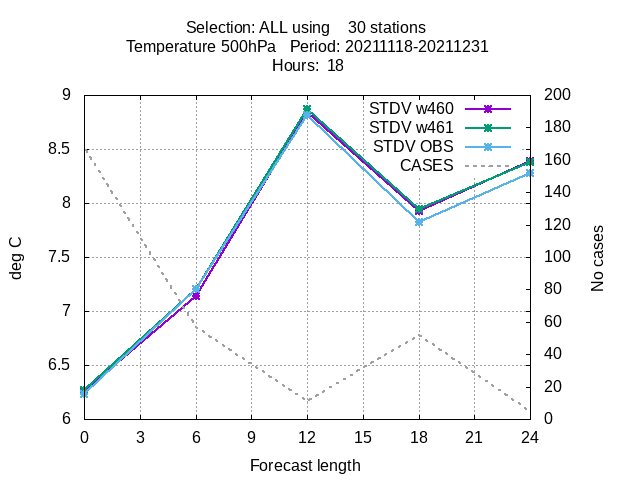 Selection: ALL using    30 stations
Temperature 500hPa   Period: 20211118-20211231
Hours:  18
9
8.5
8
7.5
7
6.5
6
deg C
STDV w460
STDV w461
STDV OBS
CASES
200
180
160
140
120
100
80
60
40
20
0
No cases
0 3 6 9 12 15 18 21 24
Forecast length